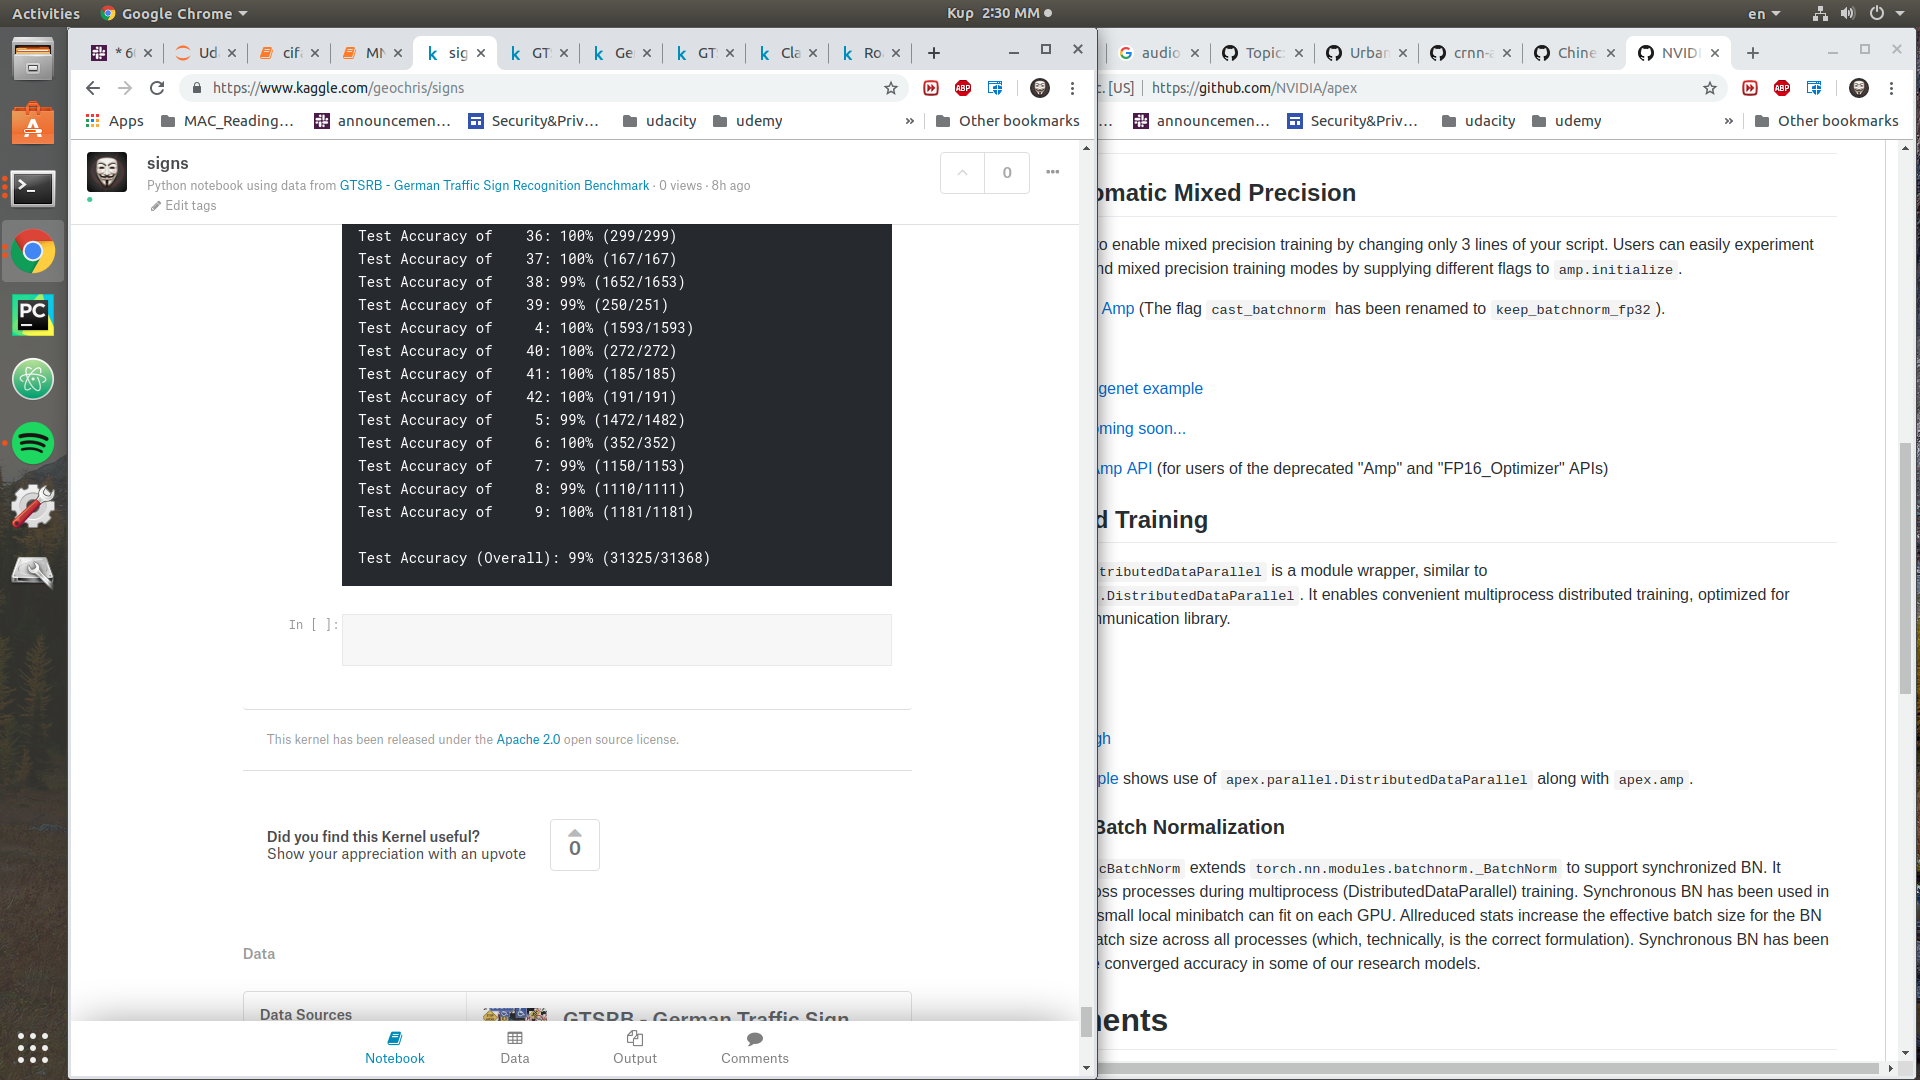 Activities Google Chrome Κυρ 2:30 MM en
* 6 Ud cif MN sig GT Ge GT Cla Ro
audio Topic: Urban crnn-a Chine NVIDI
https://www.kaggle.com/geochris/signs
c. [US] https://github.com/NVIDIA/apex
Apps MAC_Reading... announcemen... Security&Priv... udacity udemy » Other bookmarks
... announcemen... Security&Priv... udacity udemy » Other bookmarks
signs
Python notebook using data from GTSRB - German Traffic Sign Recognition Benchmark · 0 views · 8h ago
Edit tags
0
Test Accuracy of 36: 100% (299/299)
Test Accuracy of 37: 100% (167/167)
Test Accuracy of 38: 99% (1652/1653)
Test Accuracy of 39: 99% (250/251)
Test Accuracy of 4: 100% (1593/1593)
Test Accuracy of 40: 100% (272/272)
Test Accuracy of 41: 100% (185/185)
Test Accuracy of 42: 100% (191/191)
Test Accuracy of 5: 99% (1472/1482)
Test Accuracy of 6: 100% (352/352)
Test Accuracy of 7: 99% (1150/1153)
Test Accuracy of 8: 99% (1110/1111)
Test Accuracy of 9: 100% (1181/1181)
Test Accuracy (Overall): 99% (31325/31368)
In [ ]:
This kernel has been released under the Apache 2.0 open source license.
Did you find this Kernel useful?
Show your appreciation with an upvote
0
Data
Data Sources
GTSRB - German Traffic Sign
Notebook Data Output Comments
omatic Mixed Precision
o enable mixed precision training by changing only 3 lines of your script. Users can easily experiment
nd mixed precision training modes by supplying different flags to amp.initialize.
Amp (The flag cast_batchnorm has been renamed to keep_batchnorm_fp32).
genet example
oming soon...
Amp API (for users of the deprecated "Amp" and "FP16_Optimizer" APIs)
d Training
tributedDataParallel is a module wrapper, similar to
.DistributedDataParallel. It enables convenient multiprocess distributed training, optimized for
mmunication library.
gh
ple shows use of apex.parallel.DistributedDataParallel along with apex.amp.
Batch Normalization
cBatchNorm extends torch.nn.modules.batchnorm._BatchNorm to support synchronized BN. It
oss processes during multiprocess (DistributedDataParallel) training. Synchronous BN has been used in
small local minibatch can fit on each GPU. Allreduced stats increase the effective batch size for the BN
atch size across all processes (which, technically, is the correct formulation). Synchronous BN has been
e converged accuracy in some of our research models.
nents